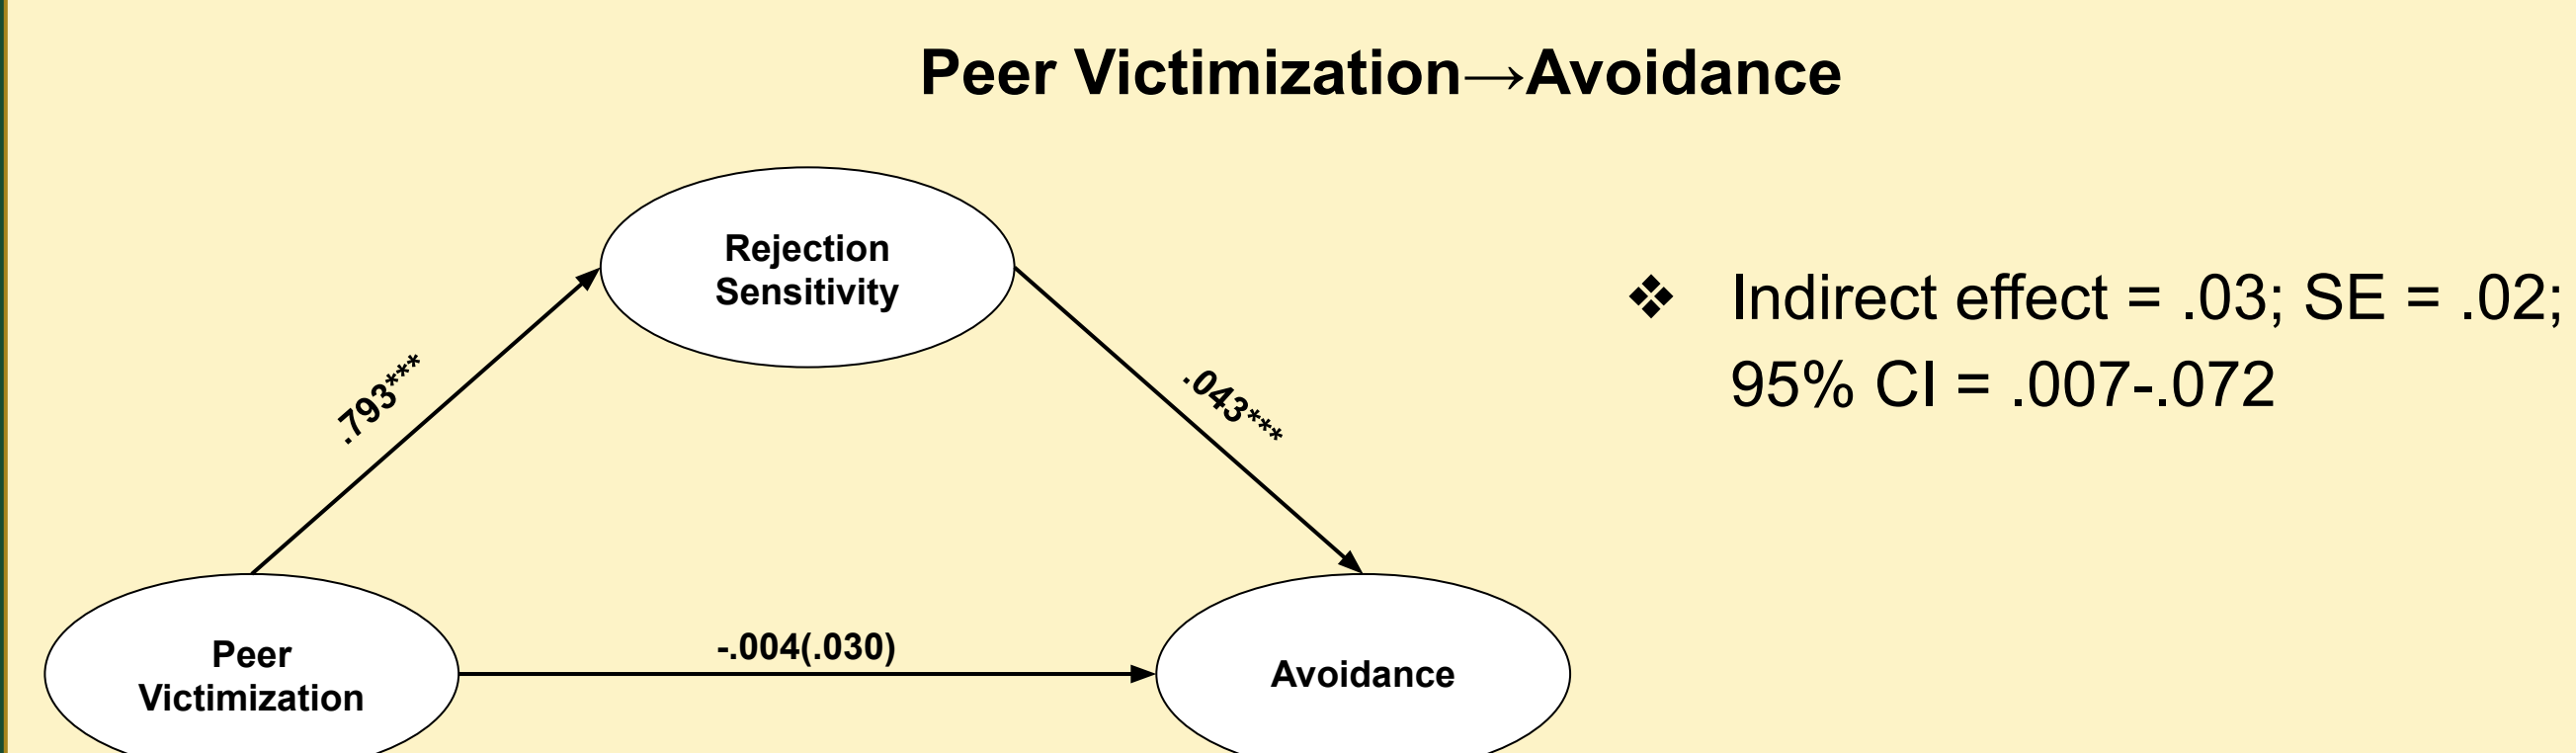 Peer Victimization→Avoidance
Rejection
Sensitivity
❖ Indirect effect = .03; SE = .02;
95% CI = .007-.072
.793***
.043***
Peer
Victimization
-.004(.030)
Avoidance